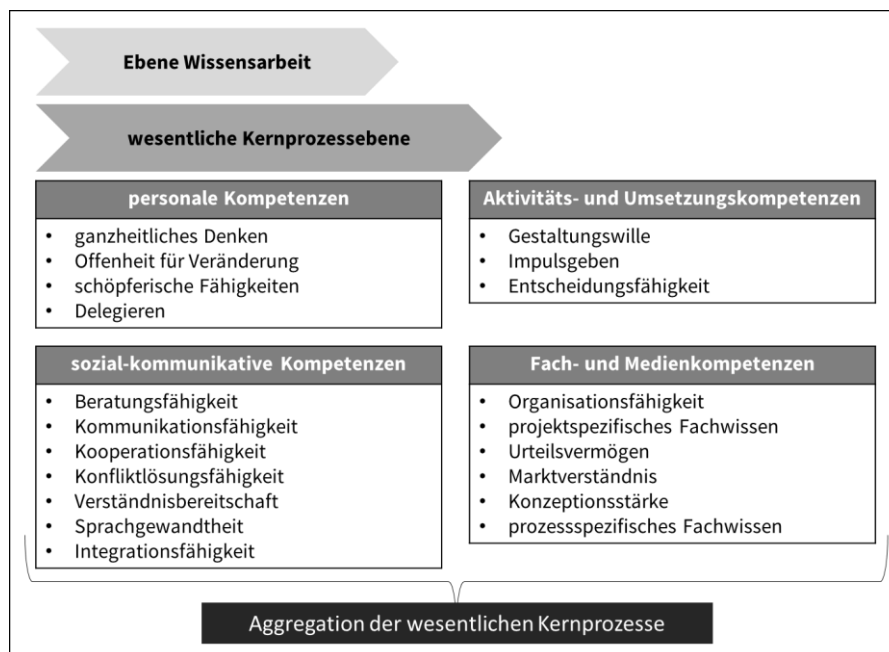 Ebene Wissensarbeit
wesentliche Kernprozessebene
personale Kompetenzen
• ganzheitliches Denken
• Offenheit für Veränderung
• schöpferische Fähigkeiten
• Delegieren
Aktivitäts- und Umsetzungskompetenzen
• Gestaltungswille
• Impulsgeben
• Entscheidungsfähigkeit
sozial-kommunikative Kompetenzen
• Beratungsfähigkeit
• Kommunikationsfähigkeit
• Kooperationsfähigkeit
• Konfliktlösungsfähigkeit
• Verständnisbereitschaft
• Sprachgewandtheit
• Integrationsfähigkeit
Fach- und Medienkompetenzen
• Organisationsfähigkeit
• projektspezifisches Fachwissen
• Urteilsvermögen
• Marktverständnis
• Konzeptionsstärke
• prozessspezifisches Fachwissen
Aggregation der wesentlichen Kernprozesse